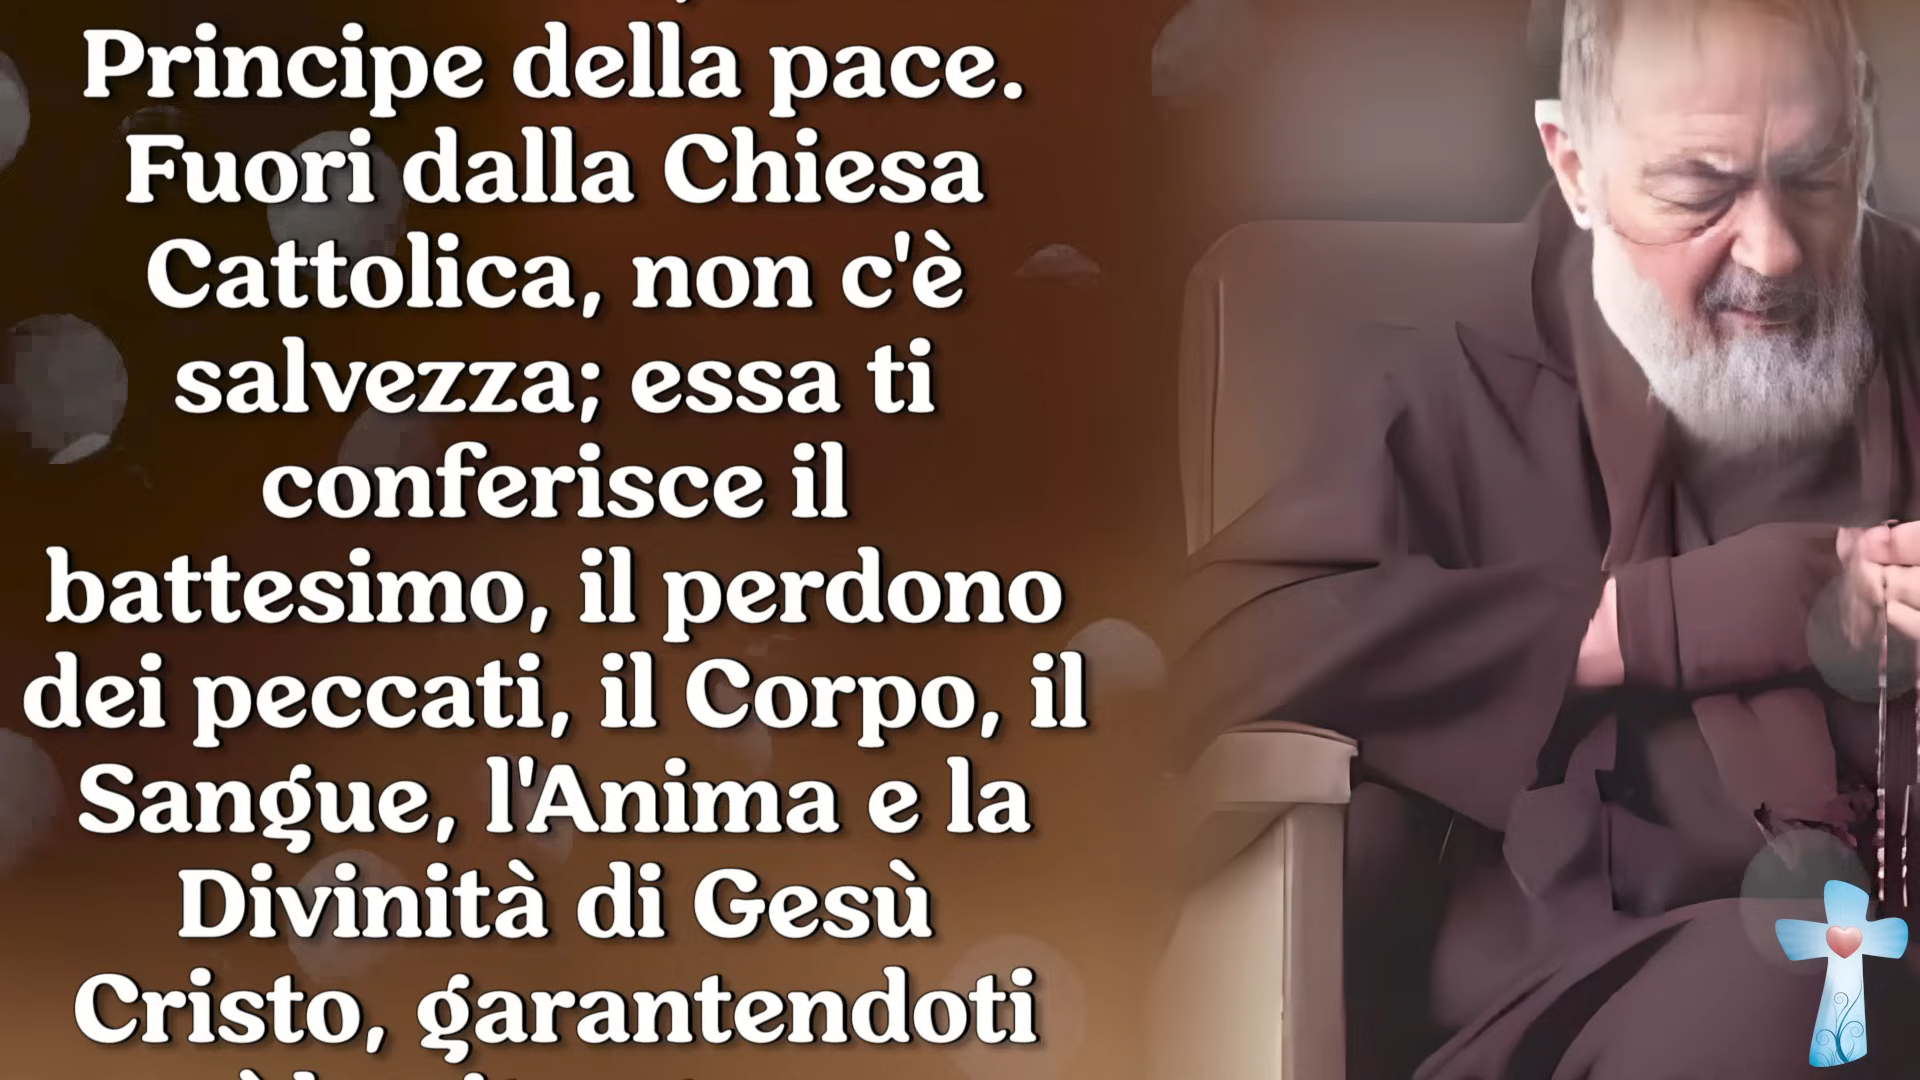 Principe della pace.
Fuori dalla Chiesa
Cattolica, non c'è
salvezza; essa ti
conferisce il
battesimo, il perdono
dei peccati, il Corpo, il
Sangue, l'Anima e la
Divinità di Gesù
Cristo, garantendoti